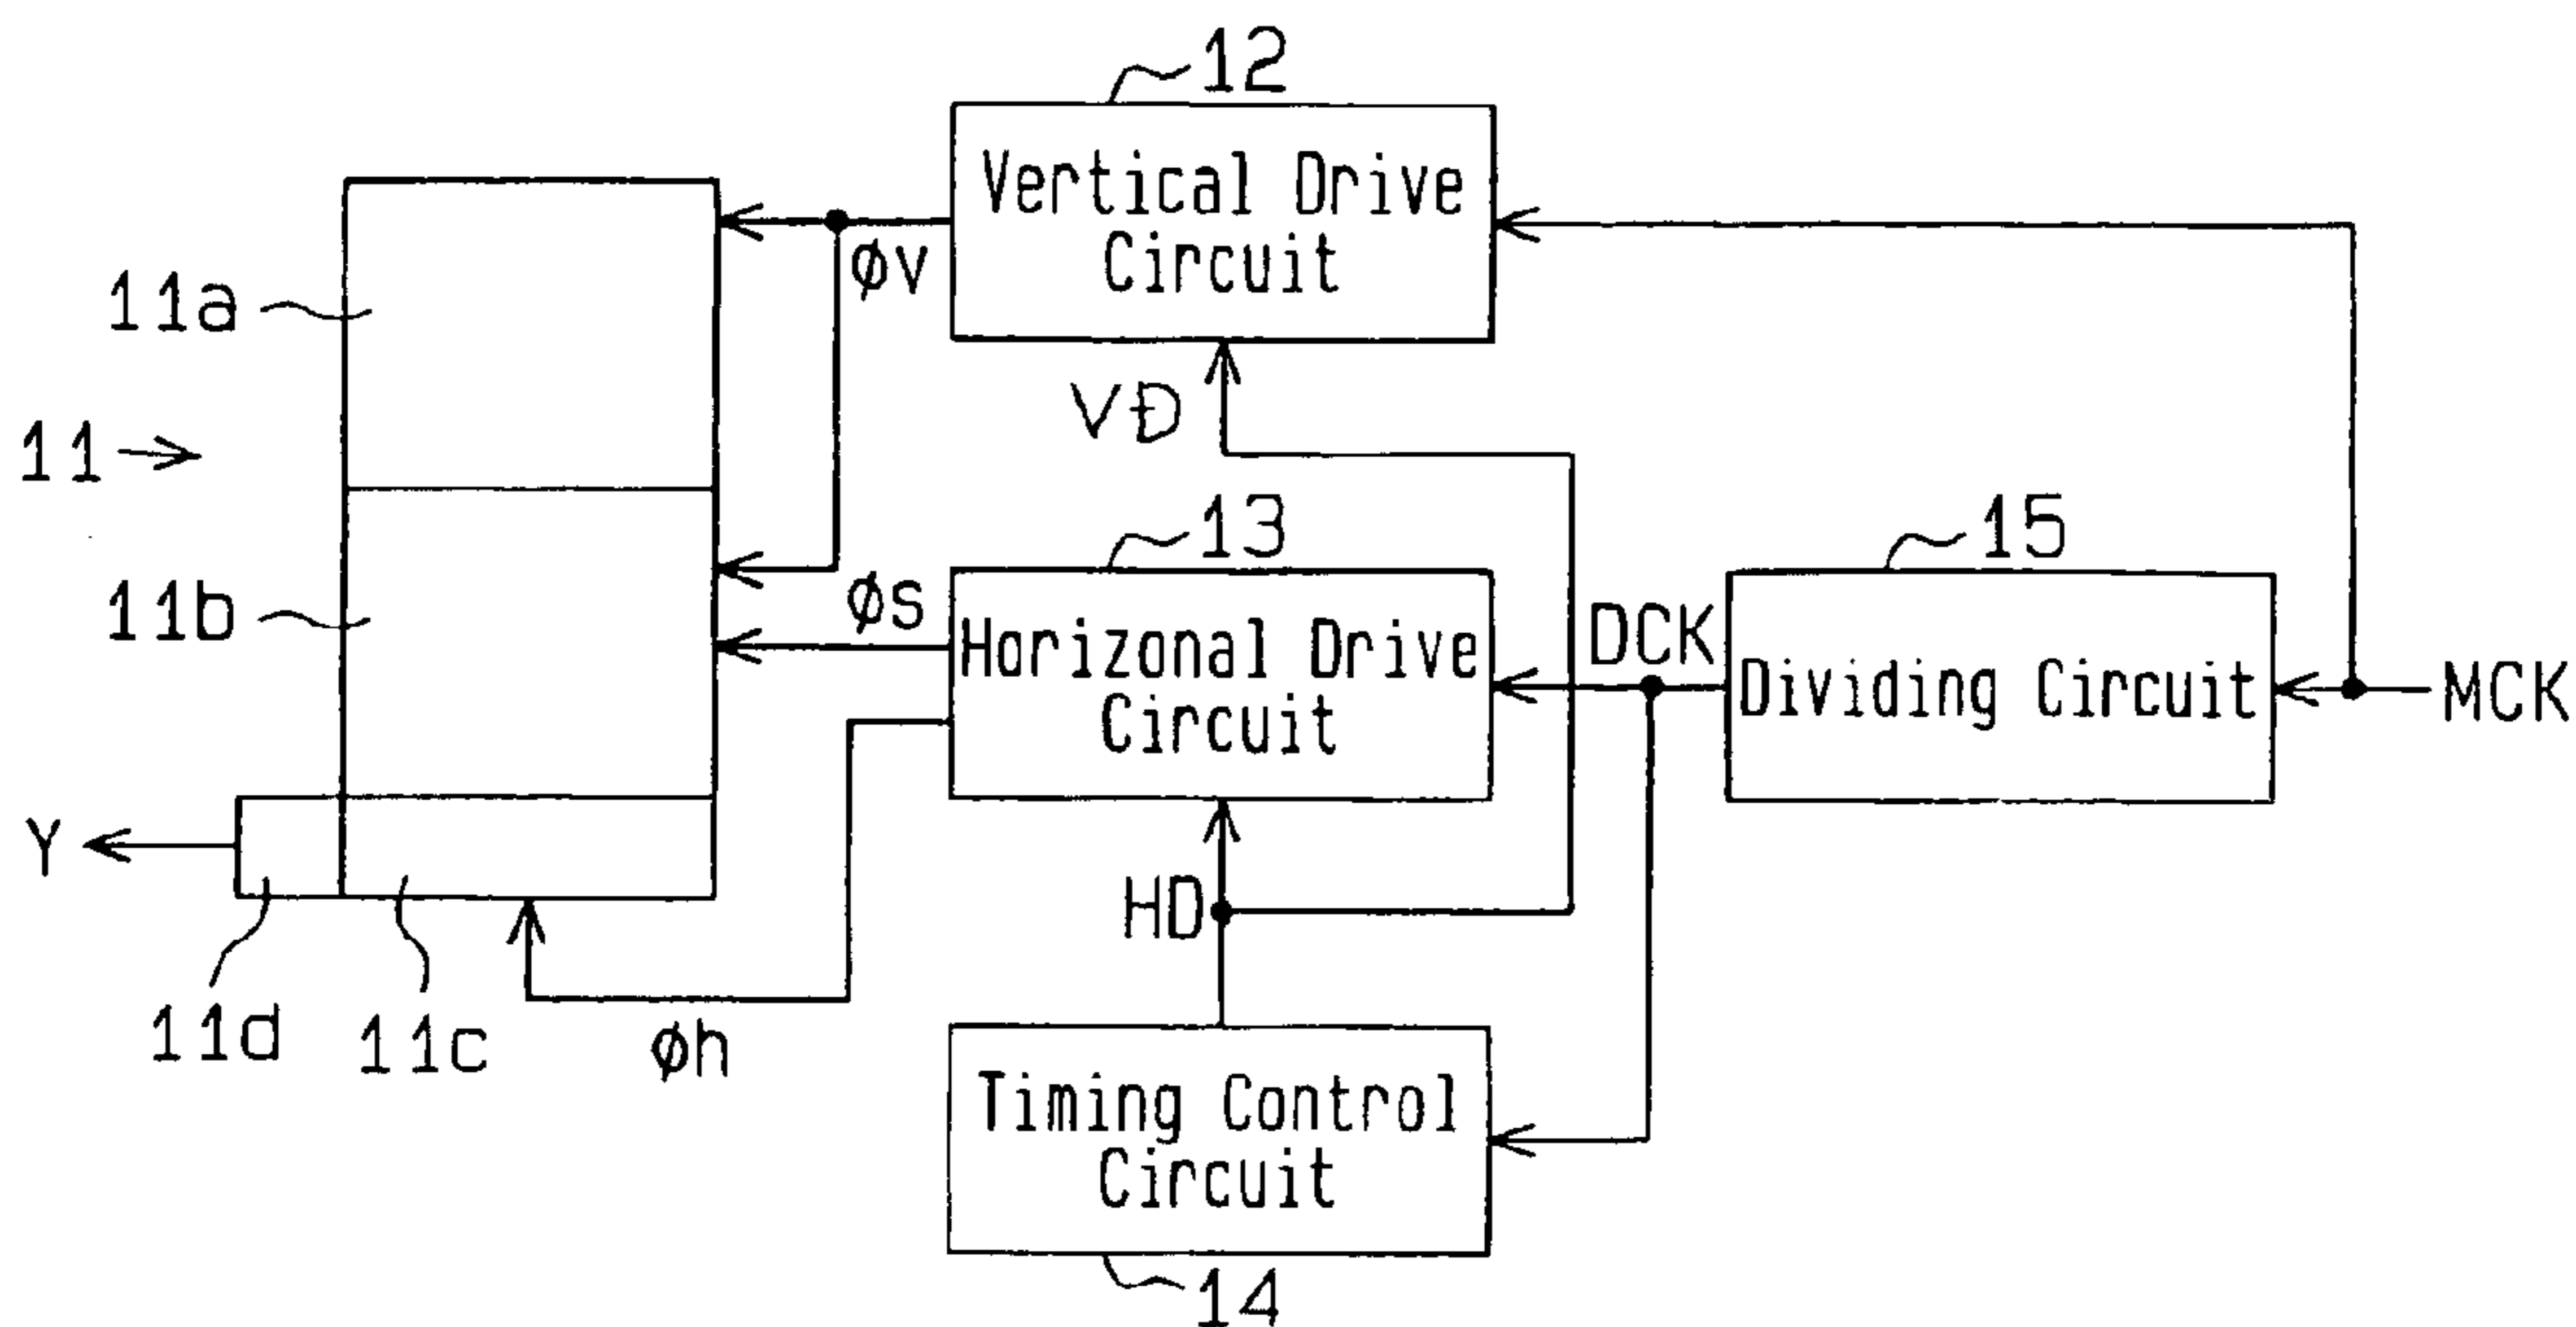 12
Vertical Drive
Circuit
φv
11a
VD
11
13
15
11b
φs
Horizonal Drive
Circuit
DCK
Dividing Circuit
MCK
Y
HD
11d
11c
φh
Timing Control
Circuit
14